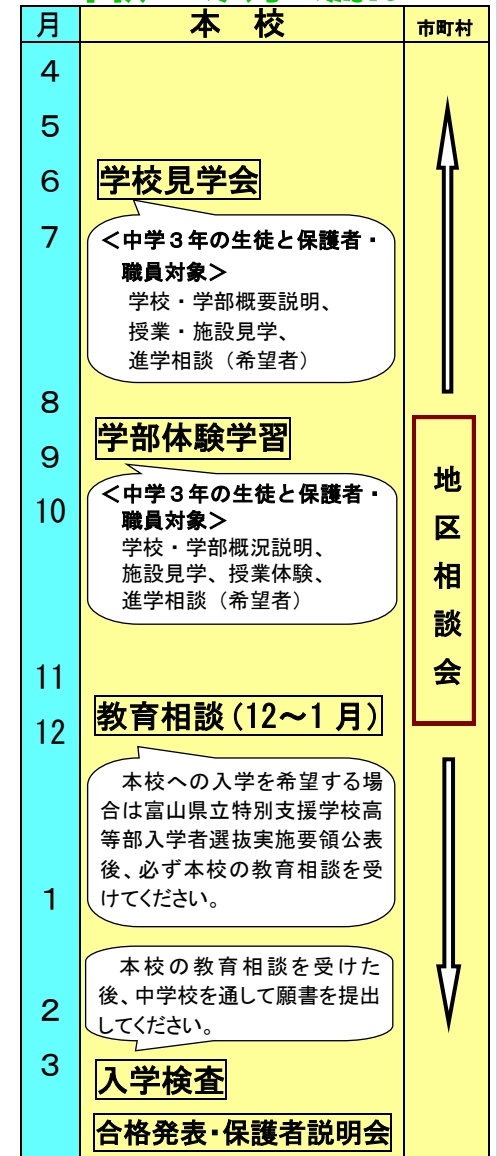 月 本 校 市町村
4
5
6
学校見学会
7
＜中学３年の生徒と保護者・
職員対象＞
学校・学部概要説明、
授業・施設見学、
進学相談（希望者）
8
学部体験学習
9
＜中学３年の生徒と保護者・
10
職員対象＞
学校・学部概況説明、
施設見学、授業体験、
進学相談（希望者）
地区相談会
11
教育相談（12～1 月）
12
本校への入学を希望する場
合は富山県立特別支援学校高
等部入学者選抜実施要領公表
後、必ず本校の教育相談を受
けてください。
1
本校の教育相談を受けた
後、中学校を通して願書を提出
してください。
2
3
入学検査
合格発表・保護者説明会